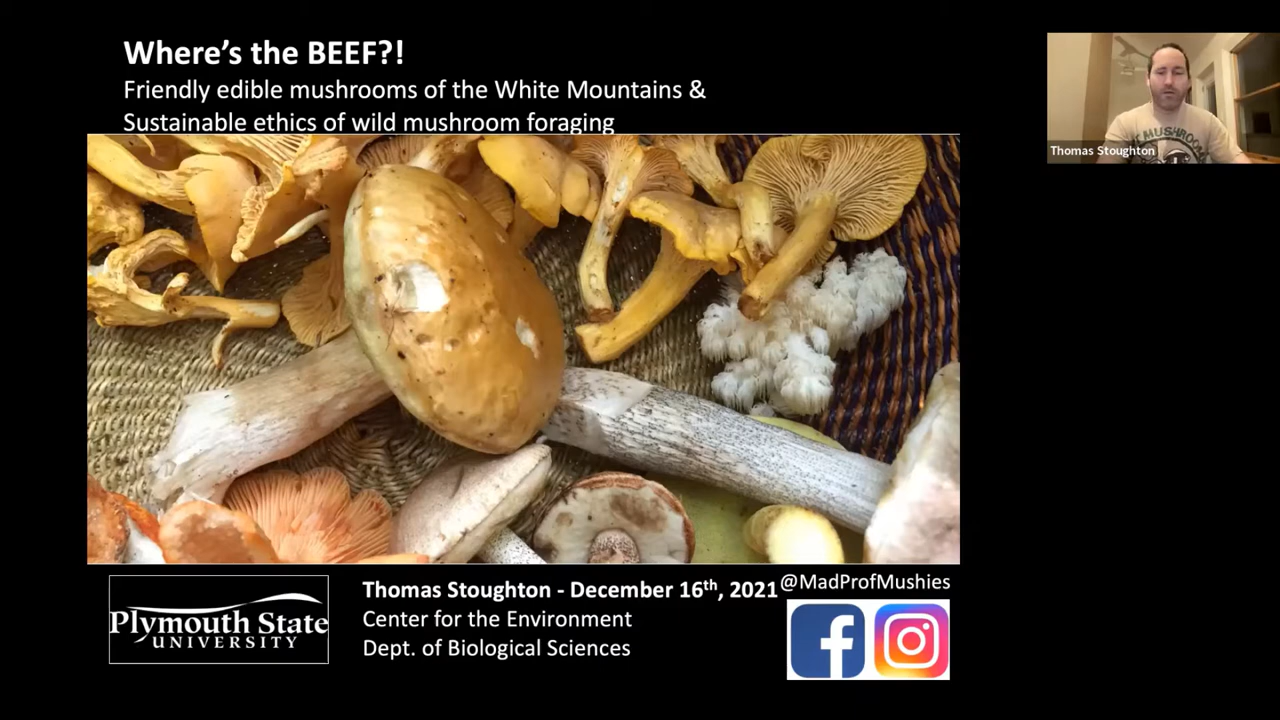 Where's the BEEF?!
Friendly edible mushrooms of the White Mountains &
Sustainable ethics of wild mushroom foraging
Thomas Stoughton
Thomas Stoughton - December 16th, 2021
@MadProfMushies
Center for the Environment
Dept. of Biological Sciences
Plymouth State
UNIVERSITY